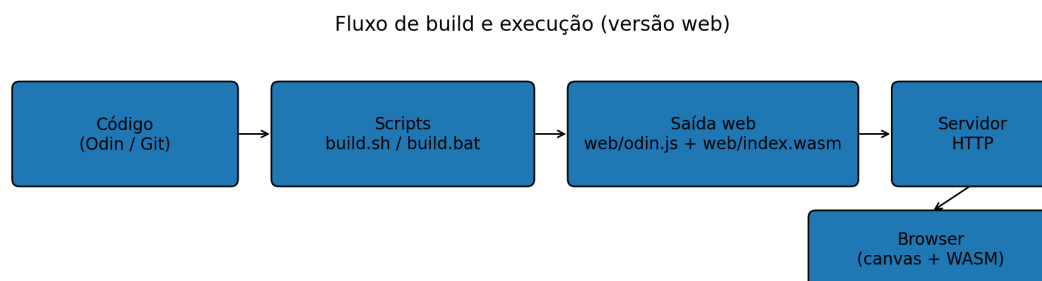 Fluxo de build e execução (versão web)
Código
(Odin / Git)
Scripts
build.sh / build.bat
Saída web
web/odin.js + web/index.wasm
Servidor
HTTP
Browser
(canvas + WASM)